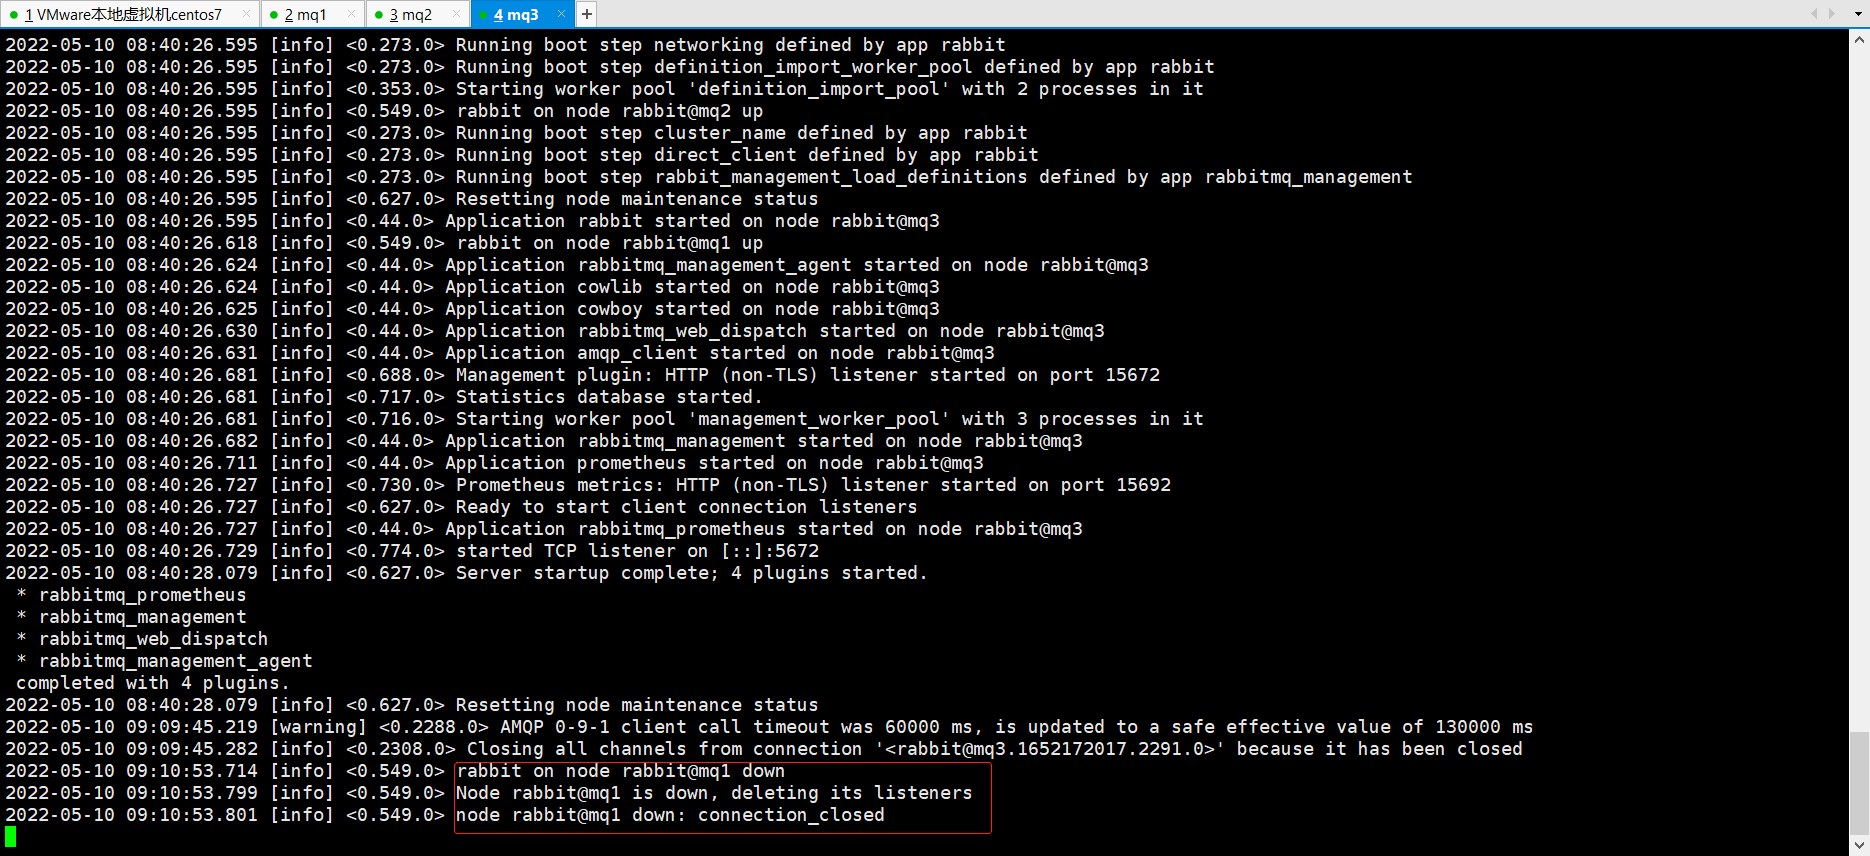 1 VMware本地虚拟机centos7 × 2 mq1 × 3 mq2 × 4 mq3 × +
2022-05-10 08:40:26.595 [info] <0.273.0> Running boot step networking defined by app rabbit
2022-05-10 08:40:26.595 [info] <0.273.0> Running boot step definition_import_worker_pool defined by app rabbit
2022-05-10 08:40:26.595 [info] <0.353.0> Starting worker pool 'definition_import_pool' with 2 processes in it
2022-05-10 08:40:26.595 [info] <0.549.0> rabbit on node rabbit@mq2 up
2022-05-10 08:40:26.595 [info] <0.273.0> Running boot step cluster_name defined by app rabbit
2022-05-10 08:40:26.595 [info] <0.273.0> Running boot step direct_client defined by app rabbit
2022-05-10 08:40:26.595 [info] <0.273.0> Running boot step rabbit_management_load_definitions defined by app rabbitmq_management
2022-05-10 08:40:26.595 [info] <0.627.0> Resetting node maintenance status
2022-05-10 08:40:26.595 [info] <0.44.0> Application rabbit started on node rabbit@mq3
2022-05-10 08:40:26.618 [info] <0.549.0> rabbit on node rabbit@mq1 up
2022-05-10 08:40:26.624 [info] <0.44.0> Application rabbitmq_management_agent started on node rabbit@mq3
2022-05-10 08:40:26.624 [info] <0.44.0> Application cowlib started on node rabbit@mq3
2022-05-10 08:40:26.625 [info] <0.44.0> Application cowboy started on node rabbit@mq3
2022-05-10 08:40:26.630 [info] <0.44.0> Application rabbitmq_web_dispatch started on node rabbit@mq3
2022-05-10 08:40:26.631 [info] <0.44.0> Application amqp_client started on node rabbit@mq3
2022-05-10 08:40:26.681 [info] <0.688.0> Management plugin: HTTP (non-TLS) listener started on port 15672
2022-05-10 08:40:26.681 [info] <0.717.0> Statistics database started.
2022-05-10 08:40:26.681 [info] <0.716.0> Starting worker pool 'management_worker_pool' with 3 processes in it
2022-05-10 08:40:26.682 [info] <0.44.0> Application rabbitmq_management started on node rabbit@mq3
2022-05-10 08:40:26.711 [info] <0.44.0> Application prometheus started on node rabbit@mq3
2022-05-10 08:40:26.727 [info] <0.730.0> Prometheus metrics: HTTP (non-TLS) listener started on port 15692
2022-05-10 08:40:26.727 [info] <0.627.0> Ready to start client connection listeners
2022-05-10 08:40:26.727 [info] <0.44.0> Application rabbitmq_prometheus started on node rabbit@mq3
2022-05-10 08:40:26.729 [info] <0.774.0> started TCP listener on [::]:5672
2022-05-10 08:40:28.079 [info] <0.627.0> Server startup complete; 4 plugins started.
* rabbitmq_prometheus
* rabbitmq_management
* rabbitmq_web_dispatch
* rabbitmq_management_agent
completed with 4 plugins.
2022-05-10 08:40:28.079 [info] <0.627.0> Resetting node maintenance status
2022-05-10 09:09:45.219 [warning] <0.2288.0> AMQP 0-9-1 client call timeout was 60000 ms, is updated to a safe effective value of 130000 ms
2022-05-10 09:09:45.282 [info] <0.2308.0> Closing all channels from connection '<rabbit@mq3.1652172017.2291.0>' because it has been closed
2022-05-10 09:10:53.714 [info] <0.549.0> rabbit on node rabbit@mq1 down
2022-05-10 09:10:53.799 [info] <0.549.0> Node rabbit@mq1 is down, deleting its listeners
2022-05-10 09:10:53.801 [info] <0.549.0> node rabbit@mq1 down: connection_closed